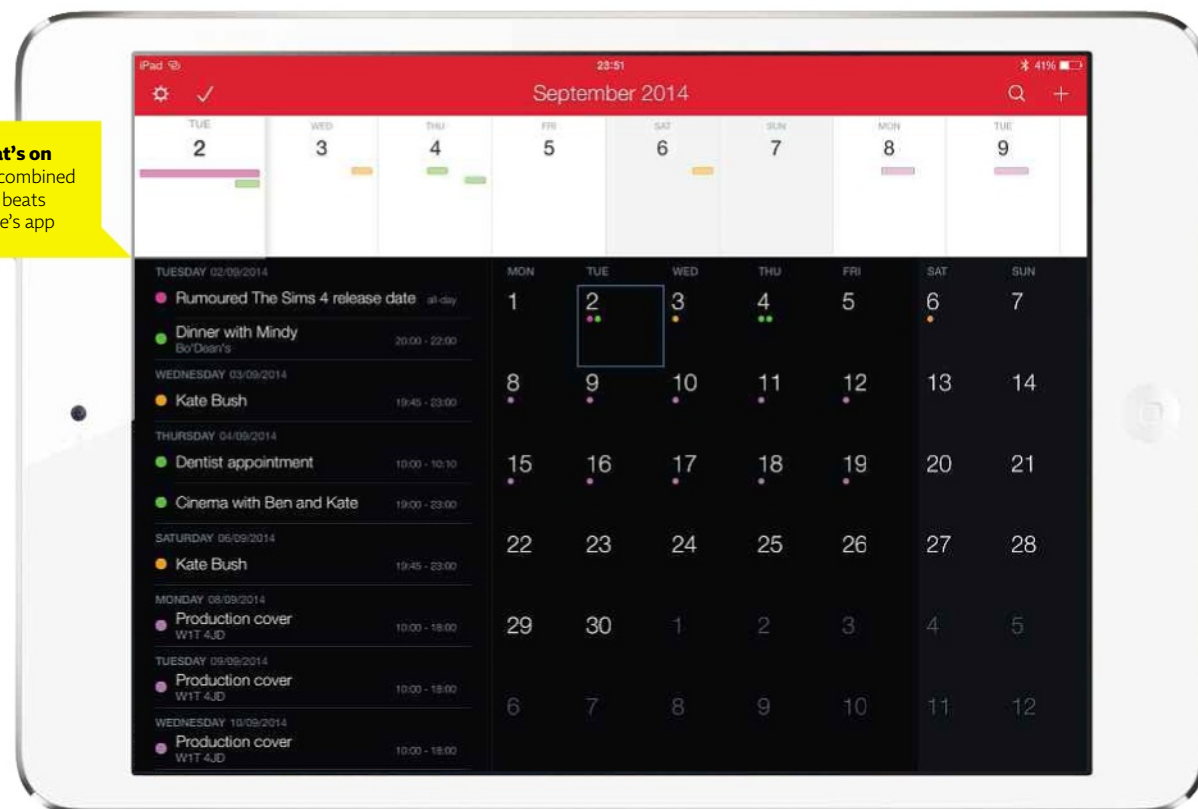 iPad 23:51 41%
September 2014
TUE WED THU FRI SAT SUN MON TUE
2 3 4 5 6 7 8 9
at's on
combined
beats
e's app
TUESDAY 02/09/2014
Rumoured The Sims 4 release date all-day
Dinner with Mindy
Bo'Dean's 20:00 - 22:00
WEDNESDAY 03/09/2014
Kate Bush 19:45 - 23:00
THURSDAY 04/09/2014
Dentist appointment 10:00 - 10:10
Cinema with Ben and Kate 19:00 - 23:00
SATURDAY 06/09/2014
Kate Bush 19:45 - 23:00
MONDAY 08/09/2014
Production cover
W1T 4JD 10:00 - 18:00
TUESDAY 09/09/2014
Production cover
W1T 4JD 10:00 - 18:00
WEDNESDAY 10/09/2014
Production cover
W1T 4JD 10:00 - 18:00
MON TUE WED THU FRI SAT SUN
1 2 3 4 5 6 7
8 9 10 11 12 13 14
15 16 17 18 19 20 21
22 23 24 25 26 27 28
29 30 1 2 3 4 5
6 7 8 9 10 11 12